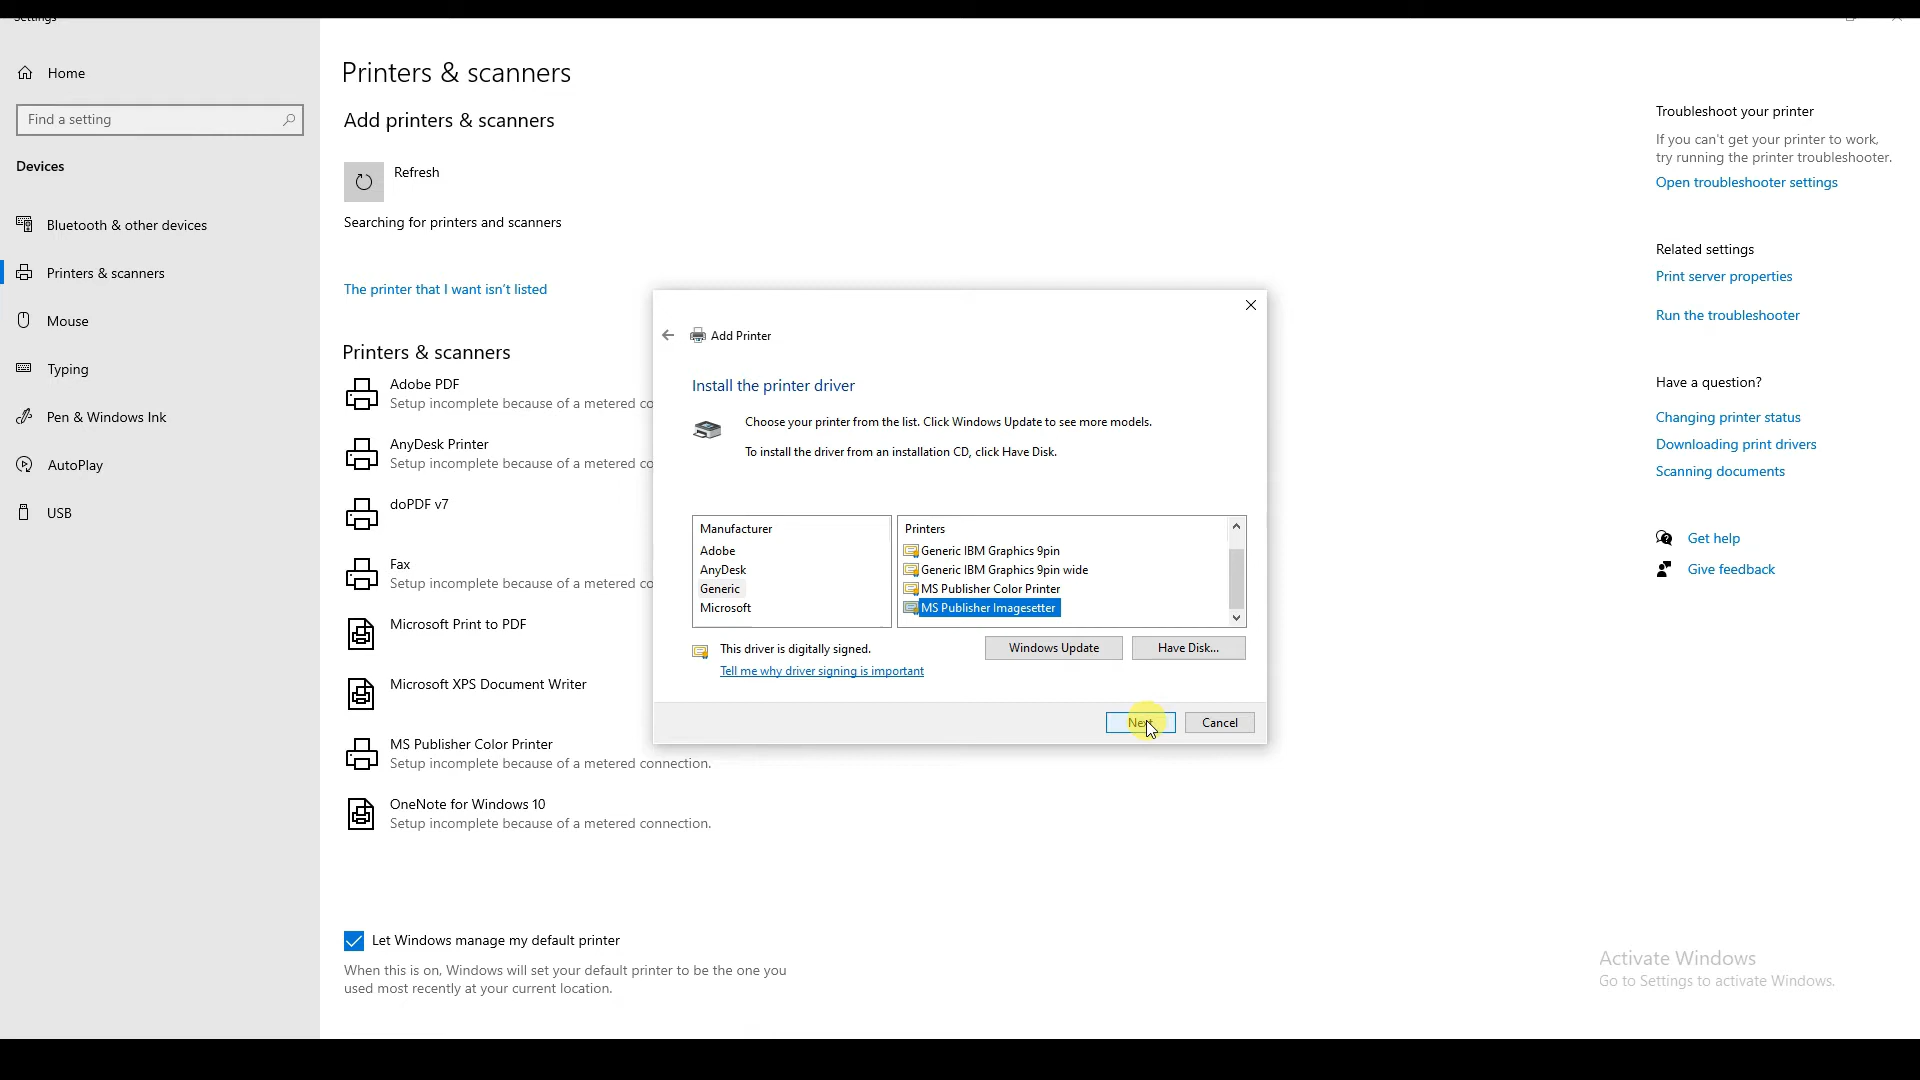 Settings
Home
Find a setting
Devices
Bluetooth & other devices
Printers & scanners
Mouse
Typing
Pen & Windows Ink
AutoPlay
USB
Printers & scanners
Add printers & scanners
Refresh
Searching for printers and scanners
The printer that I want isn't listed
Printers & scanners
Adobe PDF
Setup incomplete because of a metered co
AnyDesk Printer
Setup incomplete because of a metered co
doPDF v7
Fax
Setup incomplete because of a metered co
Microsoft Print to PDF
Microsoft XPS Document Writer
MS Publisher Color Printer
Setup incomplete because of a metered connection.
OneNote for Windows 10
Setup incomplete because of a metered connection.
Let Windows manage my default printer
When this is on, Windows will set your default printer to be the one you
used most recently at your current location.
Add Printer
Install the printer driver
Choose your printer from the list. Click Windows Update to see more models.
To install the driver from an installation CD, click Have Disk.
Manufacturer
Adobe
AnyDesk
Generic
Microsoft
Printers
Generic IBM Graphics 9pin
Generic IBM Graphics 9pin wide
MS Publisher Color Printer
MS Publisher Imagesetter
This driver is digitally signed.
Tell me why driver signing is important
Windows Update
Have Disk...
Next
Cancel
Troubleshoot your printer
If you can't get your printer to work,
try running the printer troubleshooter.
Open troubleshooter settings
Related settings
Print server properties
Run the troubleshooter
Have a question?
Changing printer status
Downloading print drivers
Scanning documents
Get help
Give feedback
Activate Windows
Go to Settings to activate Windows.